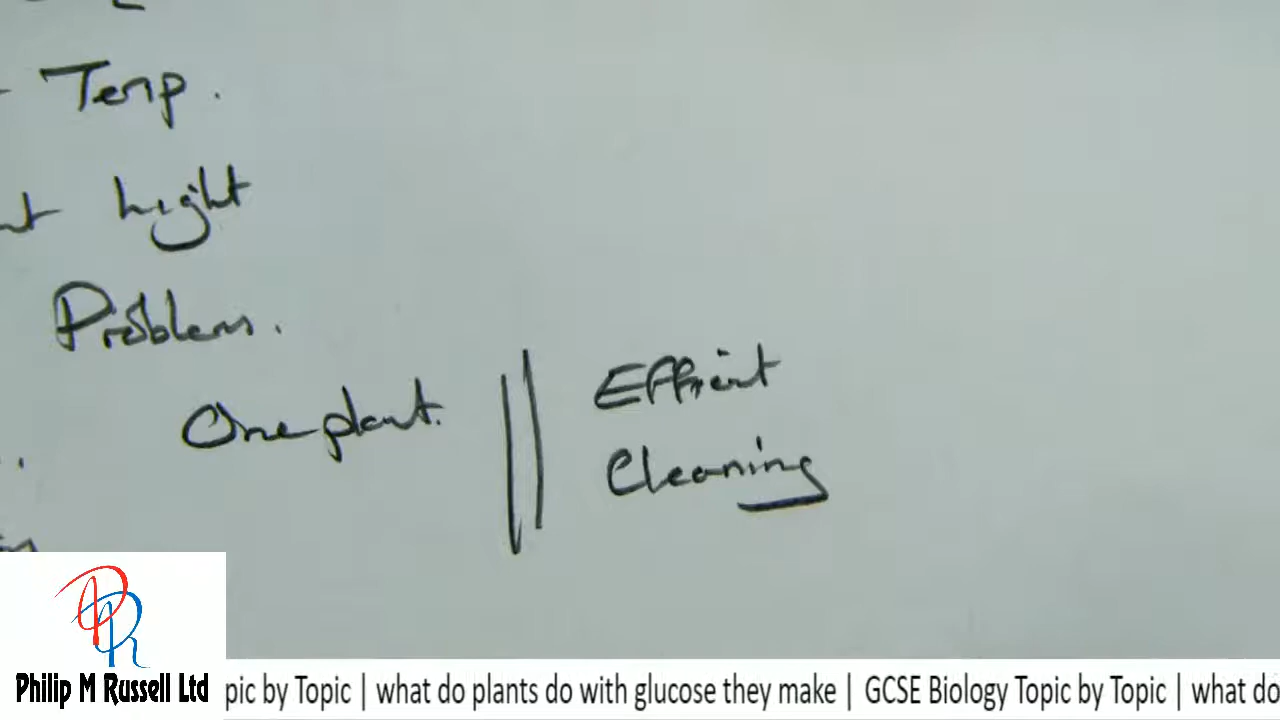 Temp.
light
Problem.
One plant.
Effient
Cleaning
Philip M Russell Ltd
pic by Topic | what do plants do with glucose they make | GCSE Biology Topic by Topic | what do